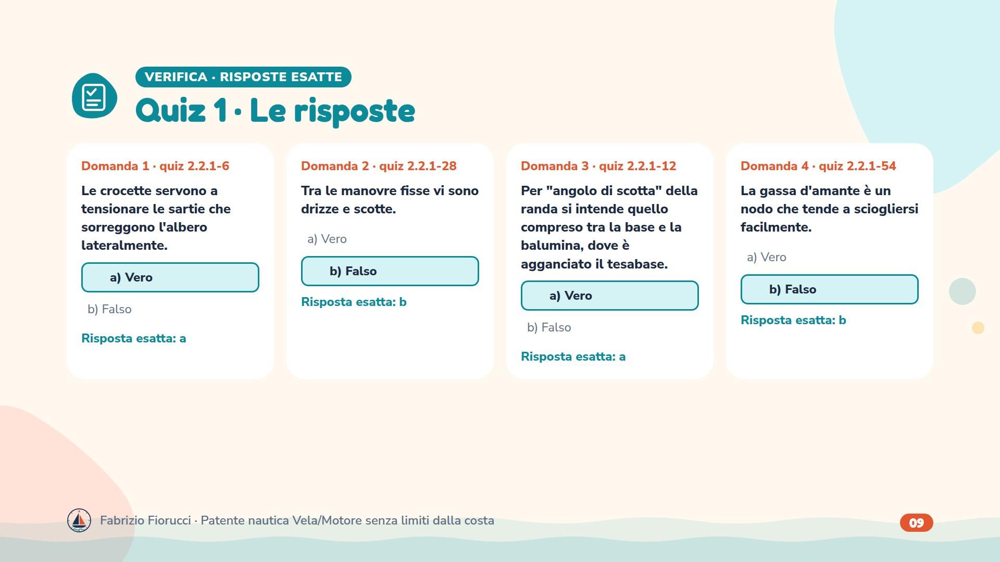 VERIFICA · RISPOSTE ESATTE
Quiz 1 · Le risposte
Domanda 1 · quiz 2.2.1-6
Le crocette servono a
tensionare le sartie che
sorreggono l'albero
lateralmente.
a) Vero
b) Falso
Risposta esatta: a
Domanda 2 · quiz 2.2.1-28
Tra le manovre fisse vi sono
drizze e scotte.
a) Vero
b) Falso
Risposta esatta: b
Domanda 3 · quiz 2.2.1-12
Per "angolo di scotta" della
randa si intende quello
compreso tra la base e la
balumina, dove è
agganciato il tesabase.
a) Vero
b) Falso
Risposta esatta: a
Domanda 4 · quiz 2.2.1-54
La gassa d'amante è un
nodo che tende a sciogliersi
facilmente.
a) Vero
b) Falso
Risposta esatta: b
Fabrizio Fiorucci · Patente nautica Vela/Motore senza limiti dalla costa
09